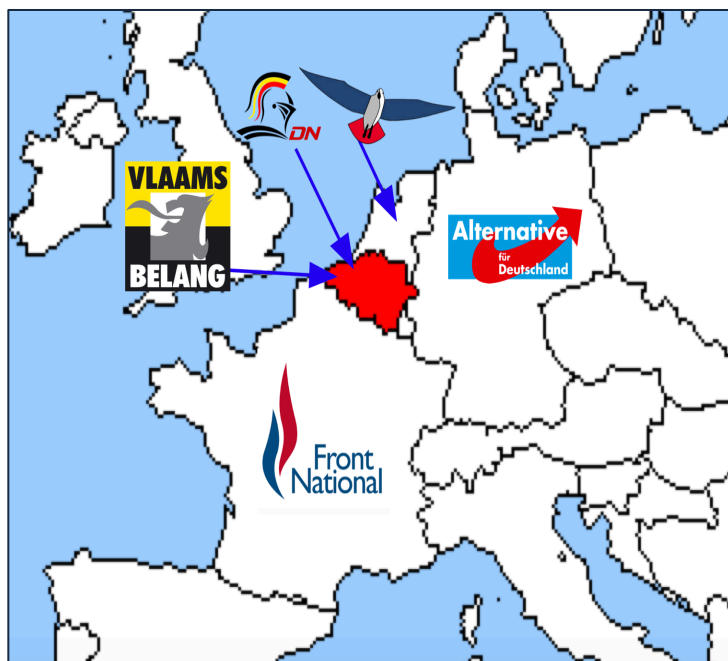 DN
VLAAMS
BELANG
Alternative
für
Deutschland
Front
National